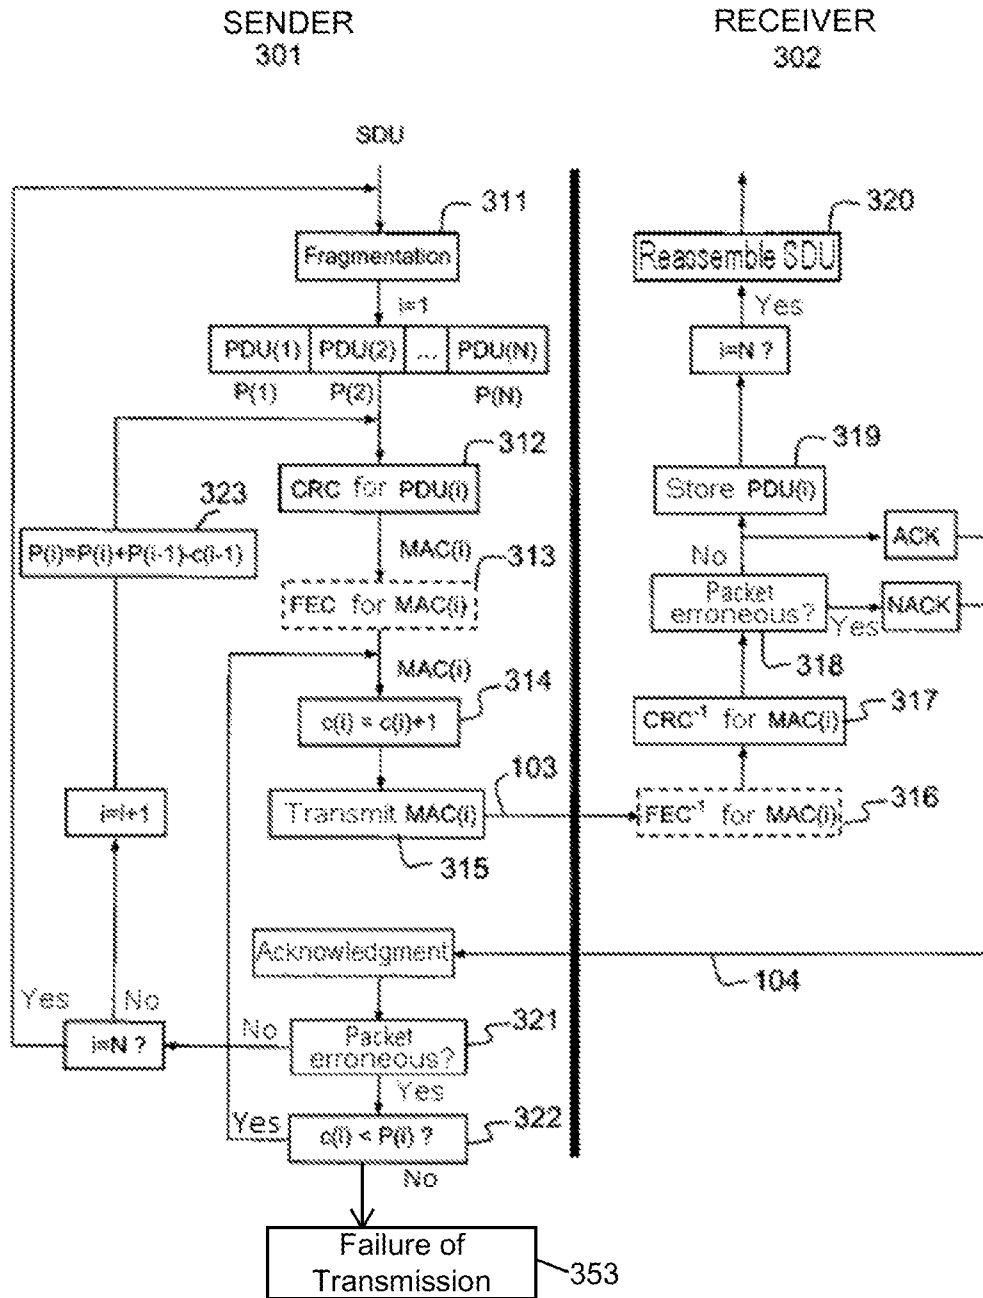 SENDER
301
RECEIVER
302
SDU
311
Fragmentation
i=1
PDU(1) PDU(2) ... PDU(N)
P(1) P(2) P(N)
312
CRC for PDU(i)
323
P(i)=P(i)+P(i-1)-c(i-1)
MAC(i)
313
FEC for MAC(i)
MAC(i)
314
c(i) = c(i)+1
i=i+1
Transmit MAC(i)
315
103
Acknowledgment
Yes
No
i=N ?
No
Packet
erroneous?
321
Yes
Yes
c(i) < P(i) ?
322
No
Failure of
Transmission
353
320
Reassemble SDU
Yes
i=N ?
319
Store PDU(i)
ACK
No
Packet
erroneous?
Yes
NACK
318
317
CRC⁻¹ for MAC(i)
FEC⁻¹ for MAC(i)
316
104